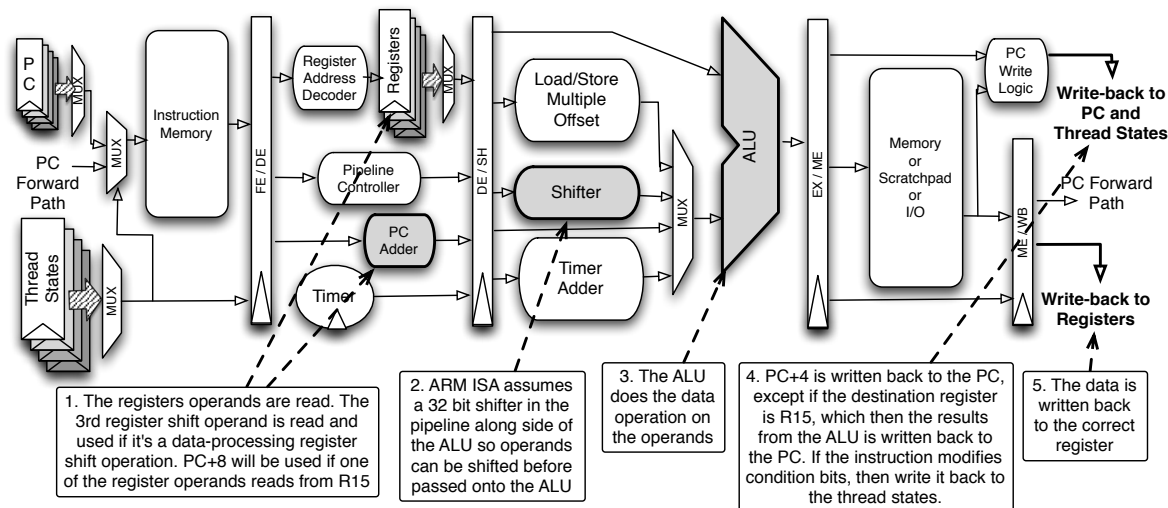 PC
MUX
PC
Forward
Path
MUX
Thread
States
MUX
Instruction
Memory
FE / DE
Register
Address
Decoder
Registers
MUX
Pipeline
Controller
PC
Adder
Timer
DE / SH
Load/Store
Multiple
Offset
Shifter
Timer
Adder
MUX
ALU
EX / ME
Memory
or
Scratchpad
or
I/O
PC
Write
Logic
ME / WB
Write-back to
PC and
Thread States
PC Forward
Path
Write-back to
Registers
1. The registers operands are read. The
3rd register shift operand is read and
used if it's a data-processing register
shift operation. PC+8 will be used if one
of the register operands reads from R15
2. ARM ISA assumes
a 32 bit shifter in the
pipeline along side of
the ALU so operands
can be shifted before
passed onto the ALU
3. The ALU
does the data
operation on
the operands
4. PC+4 is written back to the PC,
except if the destination register
is R15, which then the results
from the ALU is written back to
the PC. If the instruction modifies
condition bits, then write it back to
the thread states.
5. The data is
written back
to the correct
register